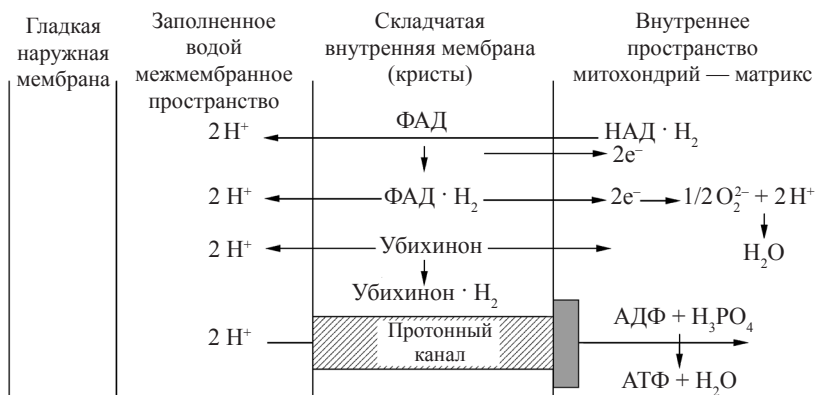 Гладкая
наружная
мембрана
Заполненное
водой
межмембранное
пространство
Складчатая
внутренняя мембрана
(кристы)
Внутреннее
пространство
митохондрий — матрикс
2 H⁺
ФАД
НАД · H₂
2e⁻
2 H⁺
ФАД · H₂
2e⁻
1/2 O₂²⁻ + 2 H⁺
2 H⁺
Убихинон
H₂O
Убихинон · H₂
2 H⁺
Протонный
канал
АДФ + H₃PO₄
АТФ + H₂O